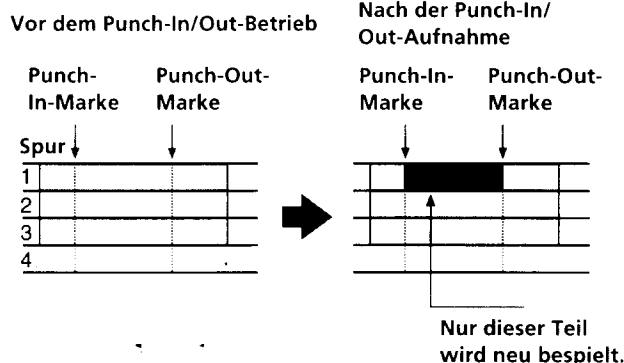 Vor dem Punch-In/Out-Betrieb
Punch-
In-Marke
Punch-Out-
Marke
Spur
1
2
3
4
Nach der Punch-In/
Out-Aufnahme
Punch-In-
Marke
Punch-Out-
Marke
Nur dieser Teil
wird neu bespielt.